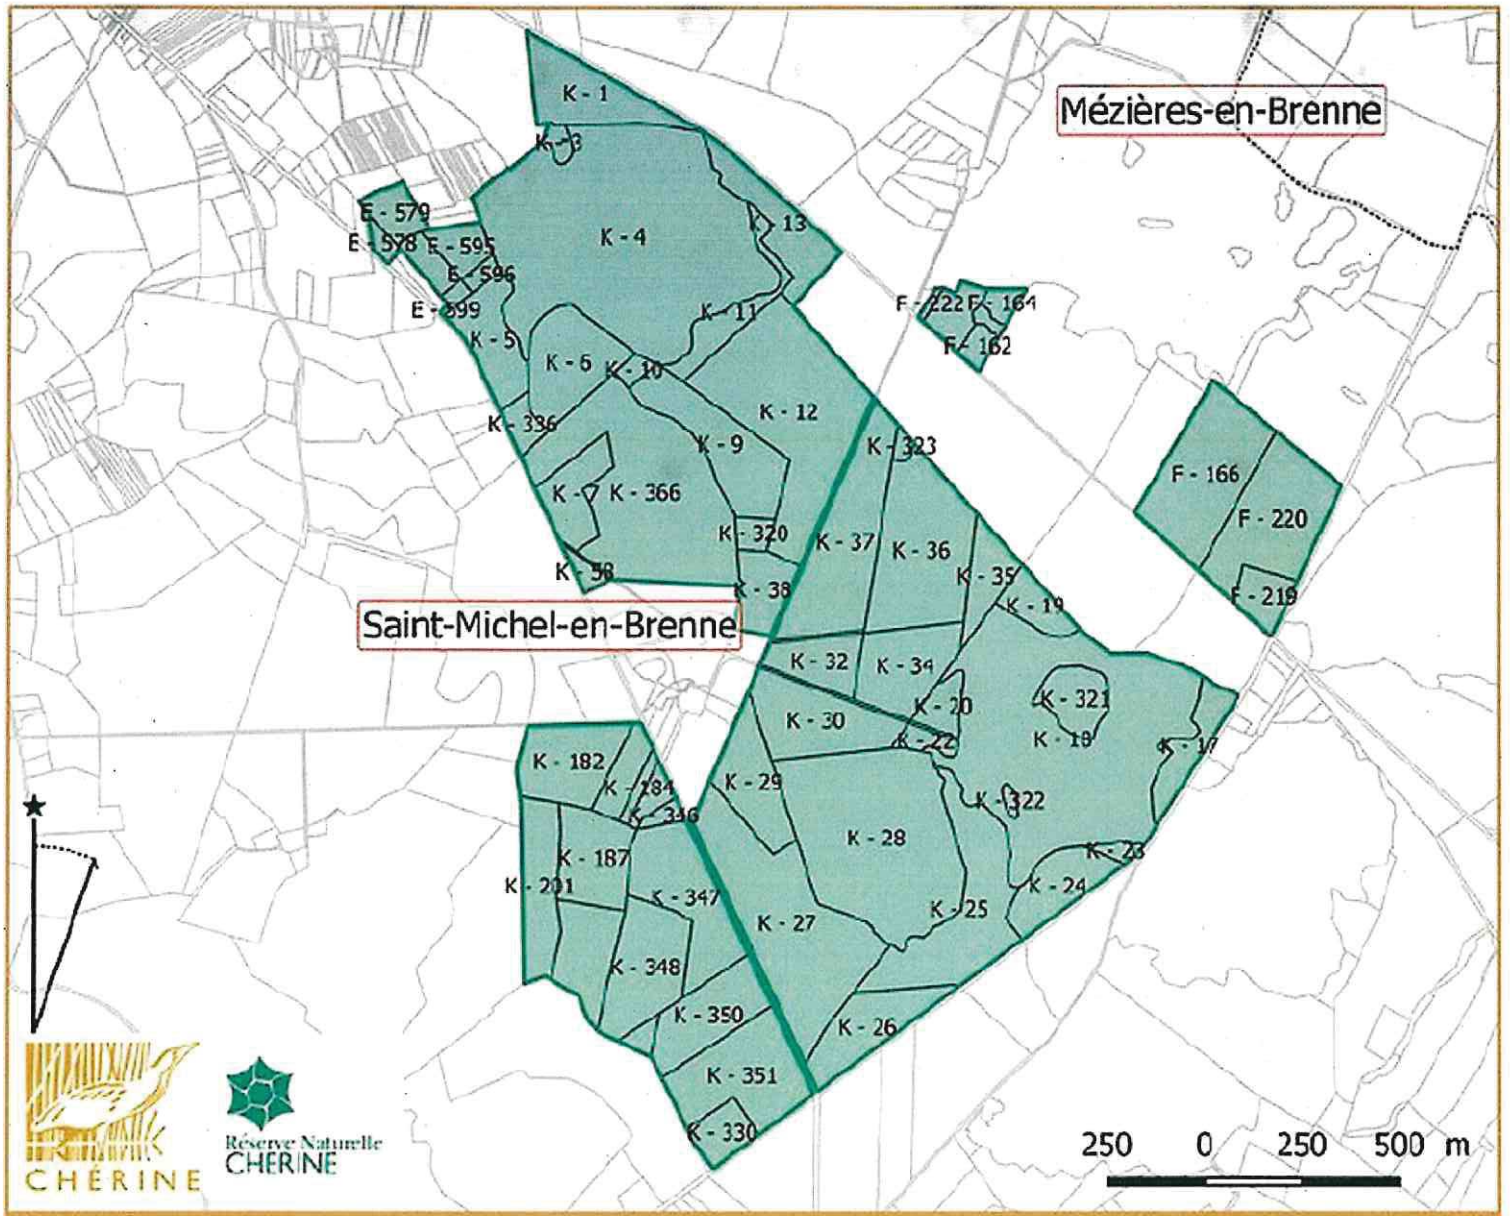 K - 1
Mézières-en-Brenne
K - 3
E - 579
K - 13
E - 578
E - 595
K - 4
E - 596
F - 222
F - 164
E - 599
K - 11
K - 5
F - 162
K - 6
K - 10
K - 12
K - 336
K - 9
K - 323
F - 166
K - 7
K - 366
F - 220
K - 320
K - 37
K - 36
K - 58
K - 38
K - 35
F - 219
K - 19
Saint-Michel-en-Brenne
K - 32
K - 34
K - 321
K - 20
K - 30
K - 22
K - 18
K - 17
K - 182
K - 184
K - 29
K - 322
K - 346
K - 28
K - 23
K - 187
K - 201
K - 24
K - 347
K - 25
K - 27
K - 348
K - 350
K - 26
K - 351
K - 330
CHÉRINE
Réserve Naturelle
CHERINE
250 0 250 500 m